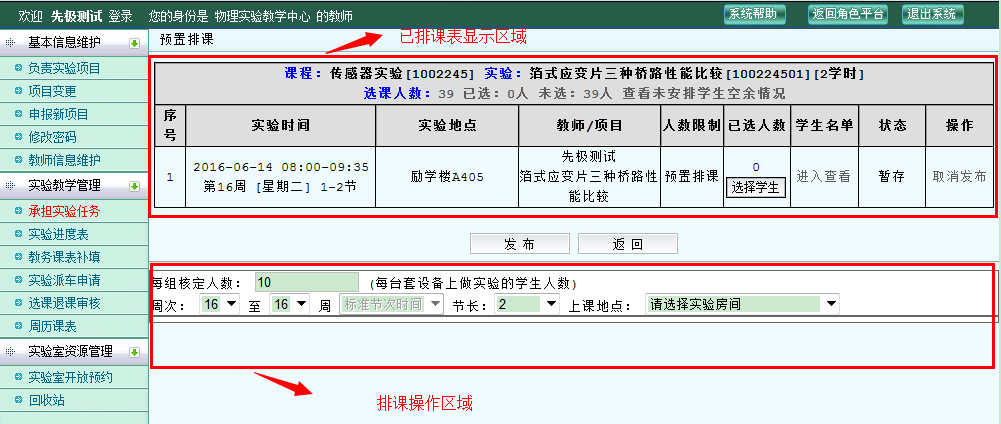 欢迎 先极测试 登录 您的身份是 物理实验教学中心 的教师
系统帮助 返回角色平台 退出系统
基本信息维护
负责实验项目
项目变更
申报新项目
修改密码
教师信息维护
实验教学管理
承担实验任务
实验进度表
教务课表补填
实验派车申请
选课退课审核
周历课表
实验室资源管理
实验室开放预约
回收站
预置排课
已排课表显示区域
课程: 传感器实验[1002245] 实验: 箔式应变片三种桥路性能比较[100224501][2学时]
选课人数: 39 已选: 0人 未选: 39人 查看未安排学生空余情况
序号 实验时间 实验地点 教师/项目 人数限制 已选人数 学生名单 状态 操作
1 2016-06-14 08:00-09:35
第16周 [星期二] 1-2节
励学楼A405
先极测试
箔式应变片三种桥路性
能比较
预置排课
0
选择学生
进入查看
暂存
取消发布
发 布 返 回
每组核定人数: 10 (每台套设备上做实验的学生人数)
周次: 16 至 16 周 标准节次时间 节长: 2 上课地点: 请选择实验房间
排课操作区域